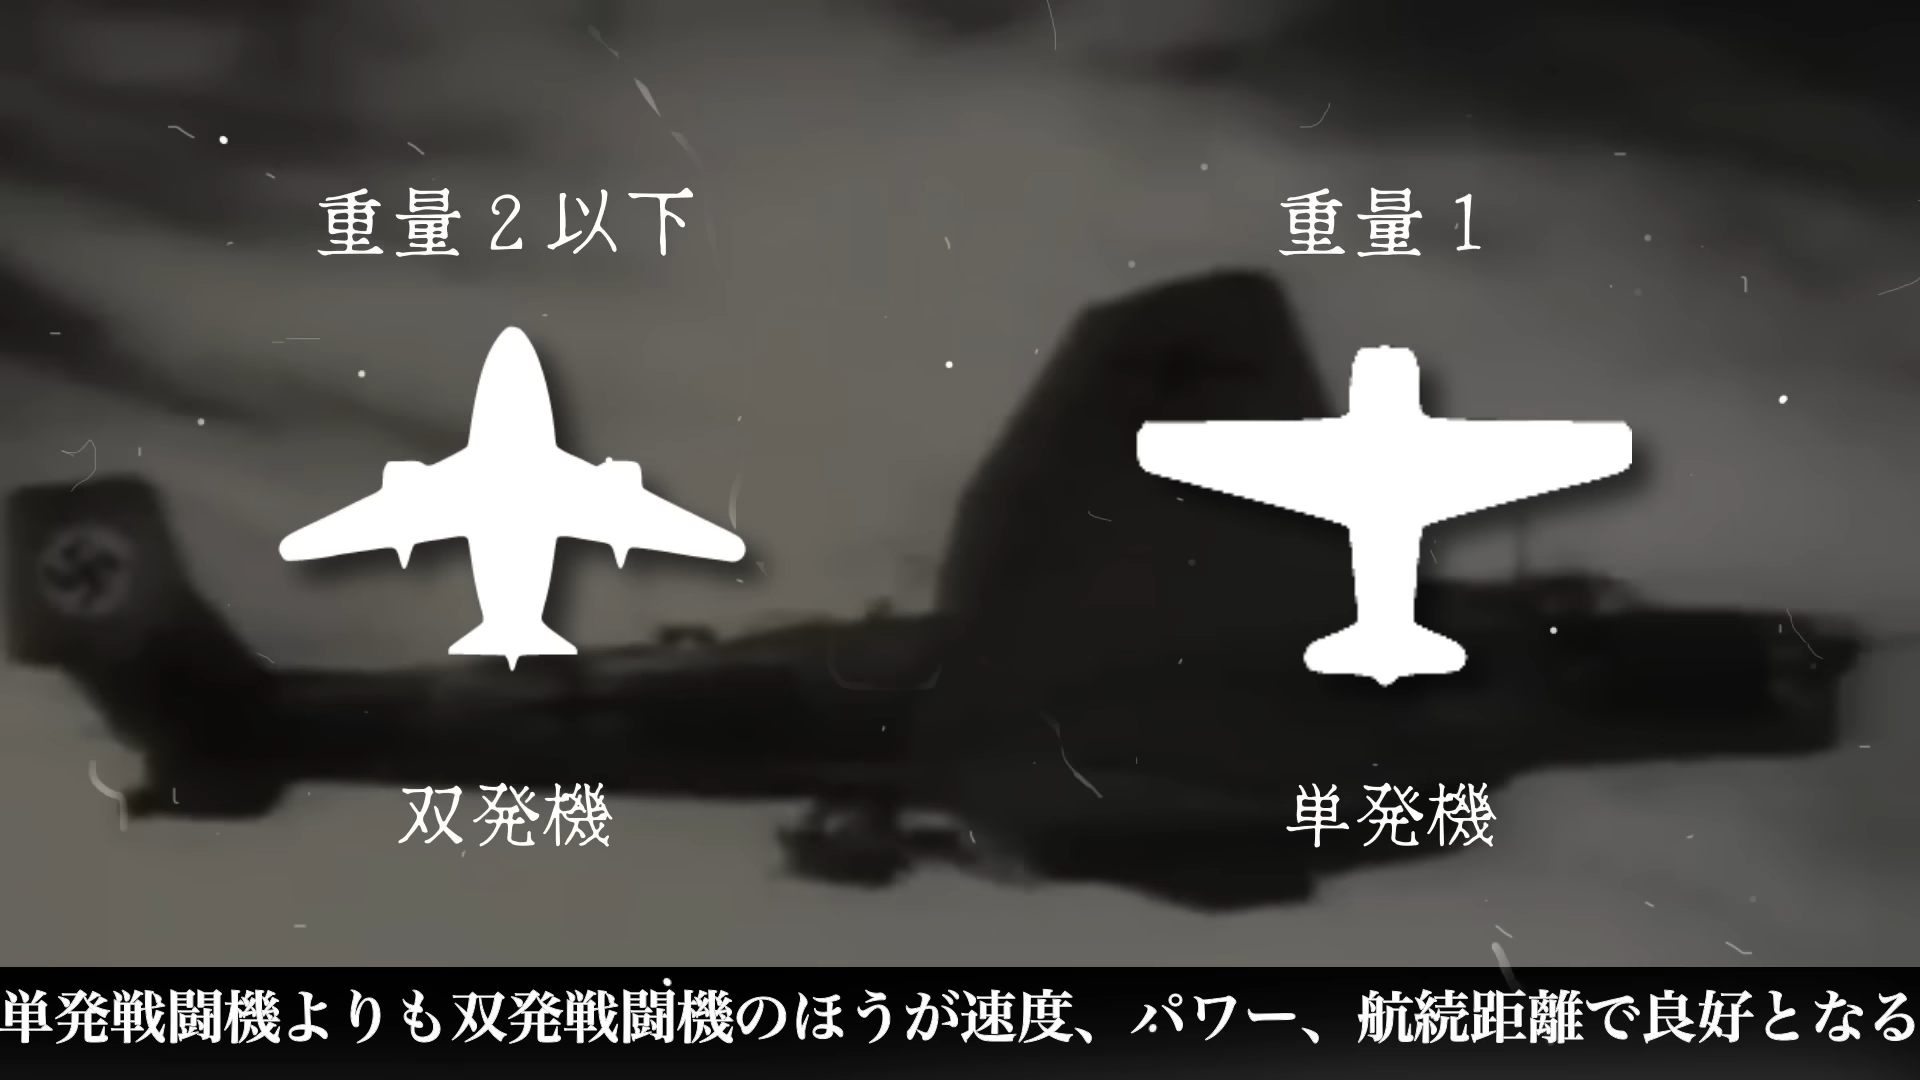 重量２以下
重量１
双発機
単発機
単発戦闘機よりも双発戦闘機のほうが速度、パワー、航続距離で良好となる